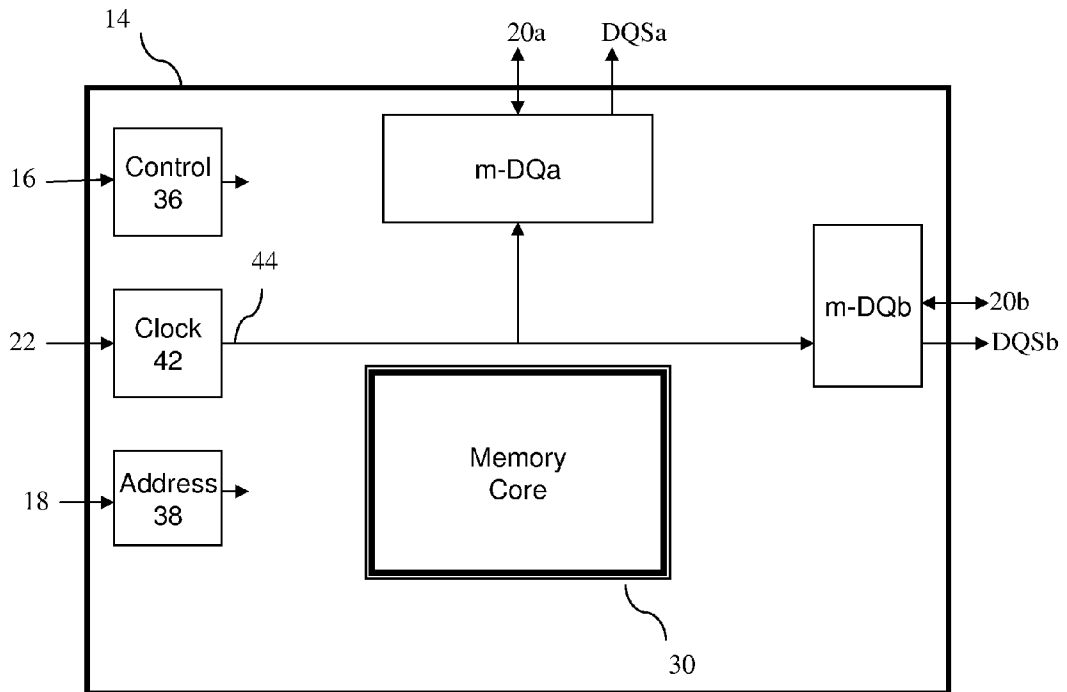 14
20a
DQSa
Control
36
16
m-DQa
44
m-DQb
20b
Clock
42
22
DQSb
Memory
Core
Address
38
18
30